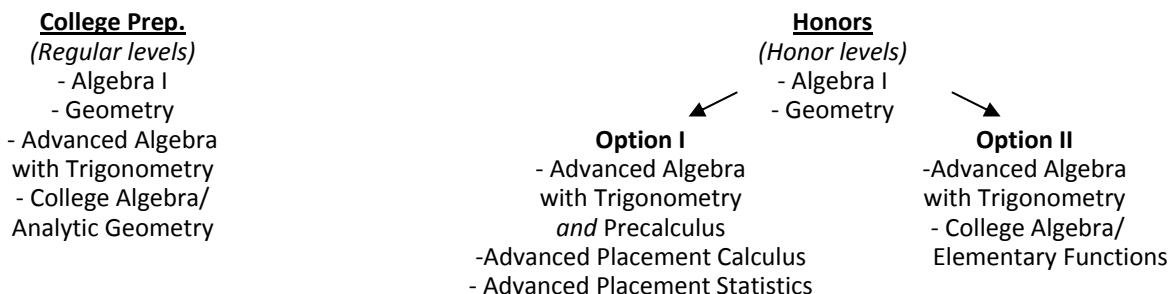 College Prep.
(Regular levels)
- Algebra I
- Geometry
- Advanced Algebra
with Trigonometry
- College Algebra/
Analytic Geometry
Honors
(Honor levels)
- Algebra I
- Geometry
Option I
- Advanced Algebra
with Trigonometry
and Precalculus
-Advanced Placement Calculus
- Advanced Placement Statistics
Option II
-Advanced Algebra
with Trigonometry
- College Algebra/
Elementary Functions